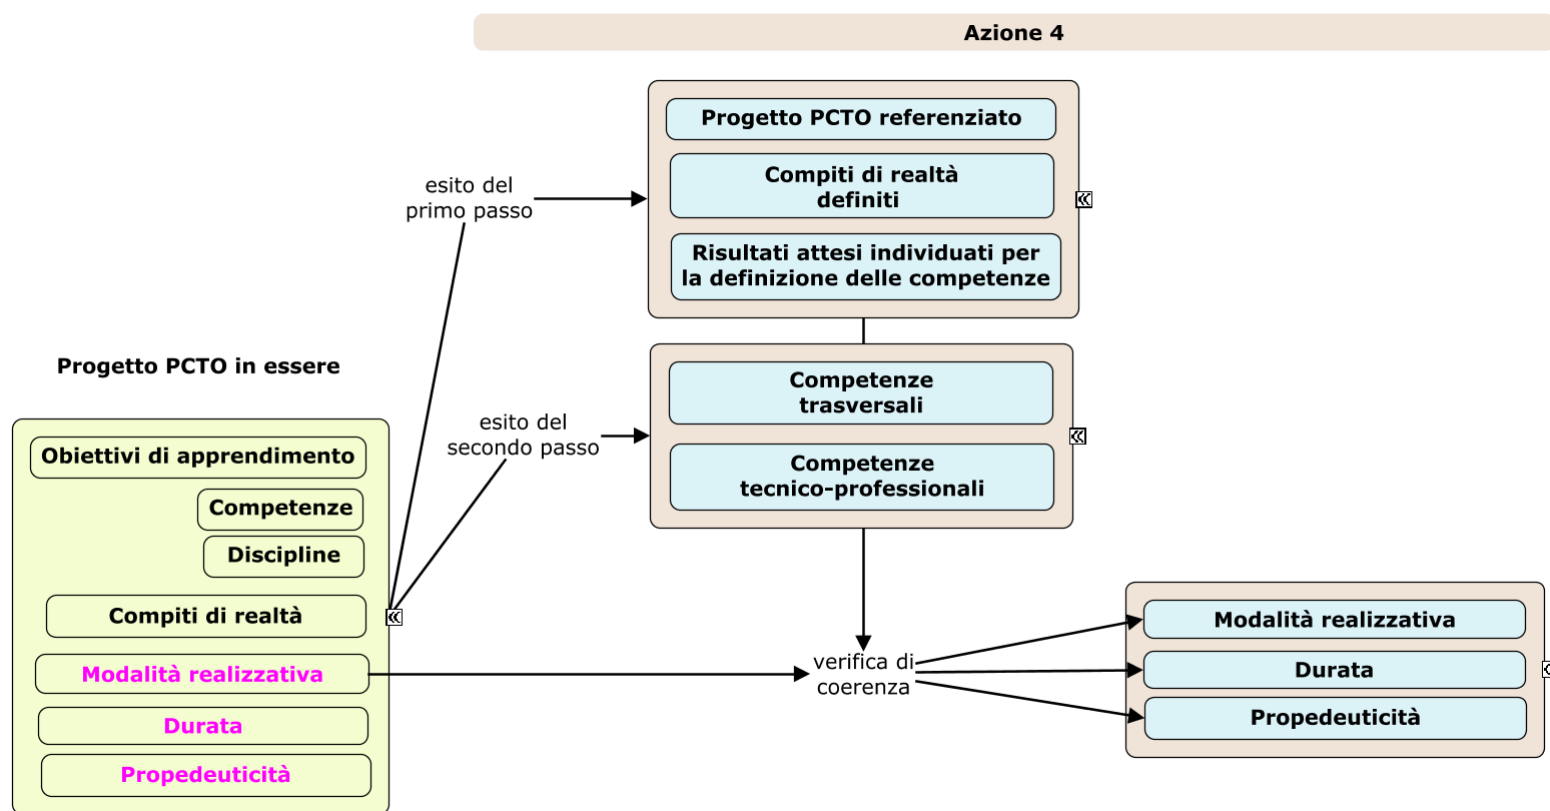 Azione 4
Progetto PCTO referenziato
Compiti di realtà
definiti
Risultati attesi individuati per
la definizione delle competenze
esito del
primo passo
Progetto PCTO in essere
Competenze
trasversali
Competenze
tecnico-professionali
esito del
secondo passo
Obiettivi di apprendimento
Competenze
Discipline
Compiti di realtà
Modalità realizzativa
Durata
Propedeuticità
verifica di
coerenza
Modalità realizzativa
Durata
Propedeuticità